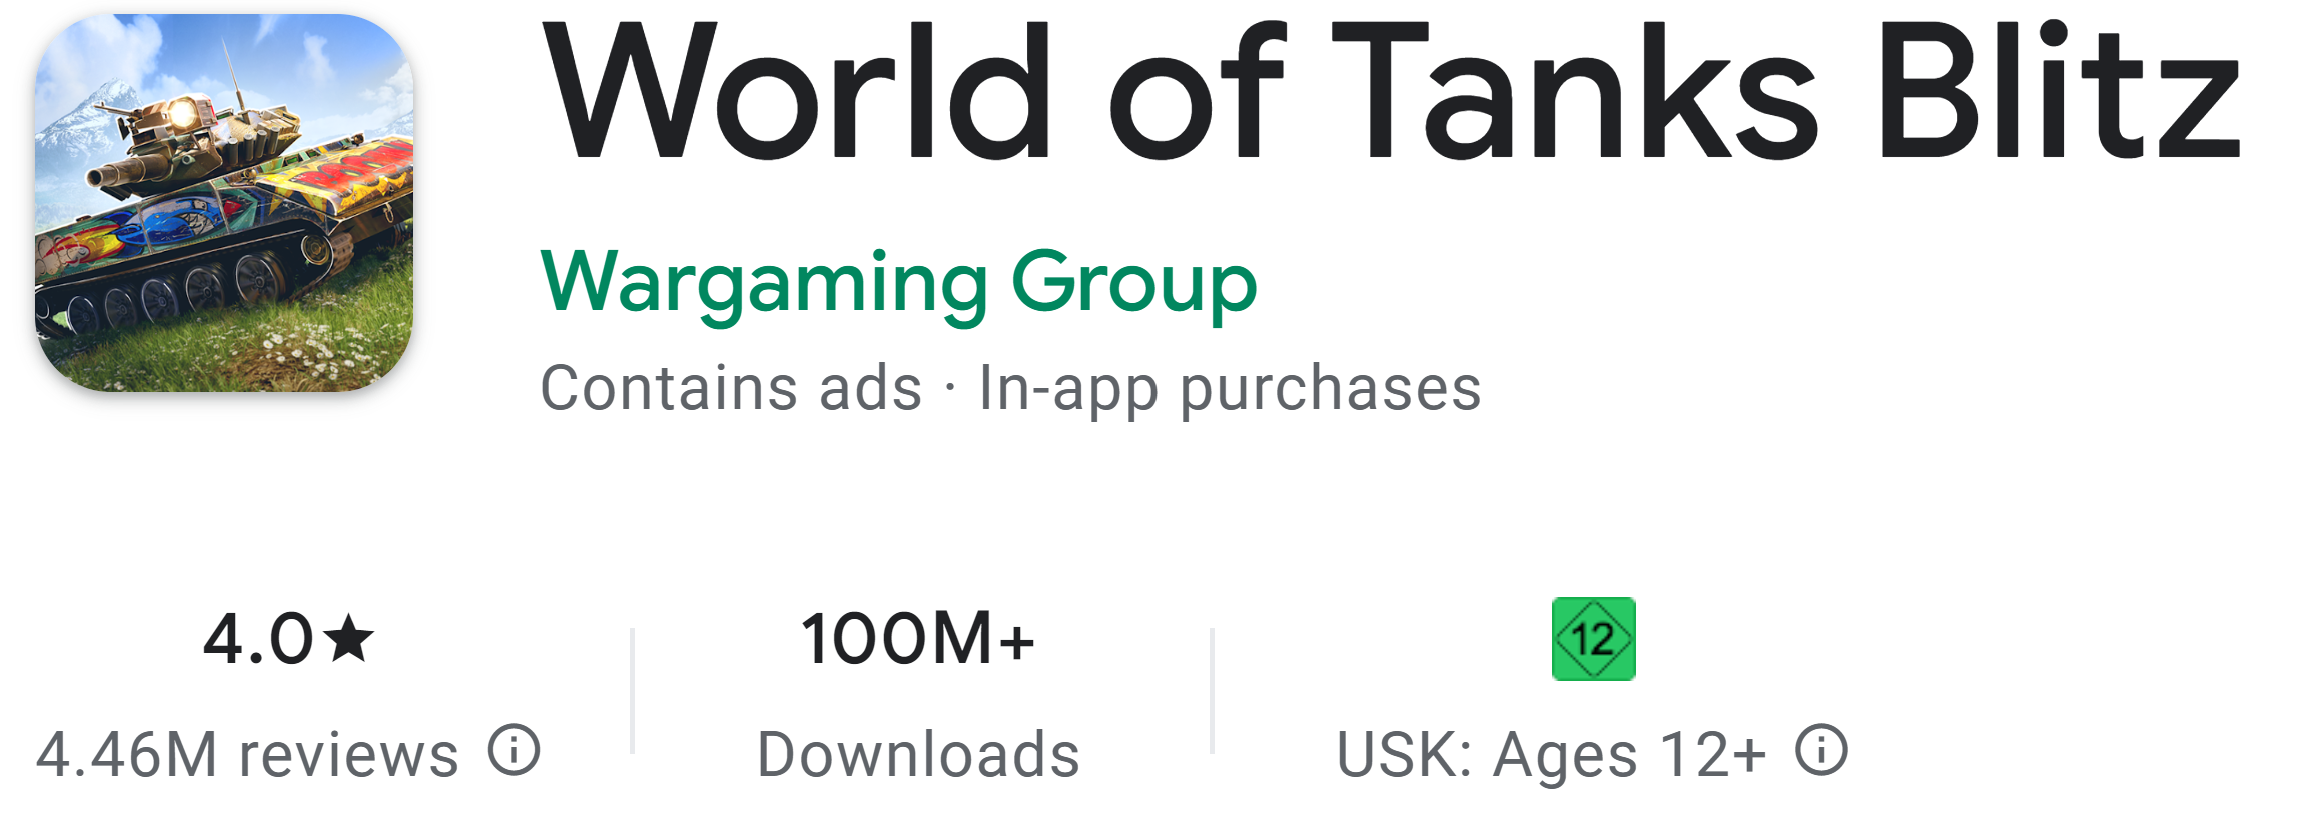 World of Tanks Blitz
Wargaming Group
Contains ads · In-app purchases
4.0★
4.46M reviews
100M+
Downloads
12
USK: Ages 12+